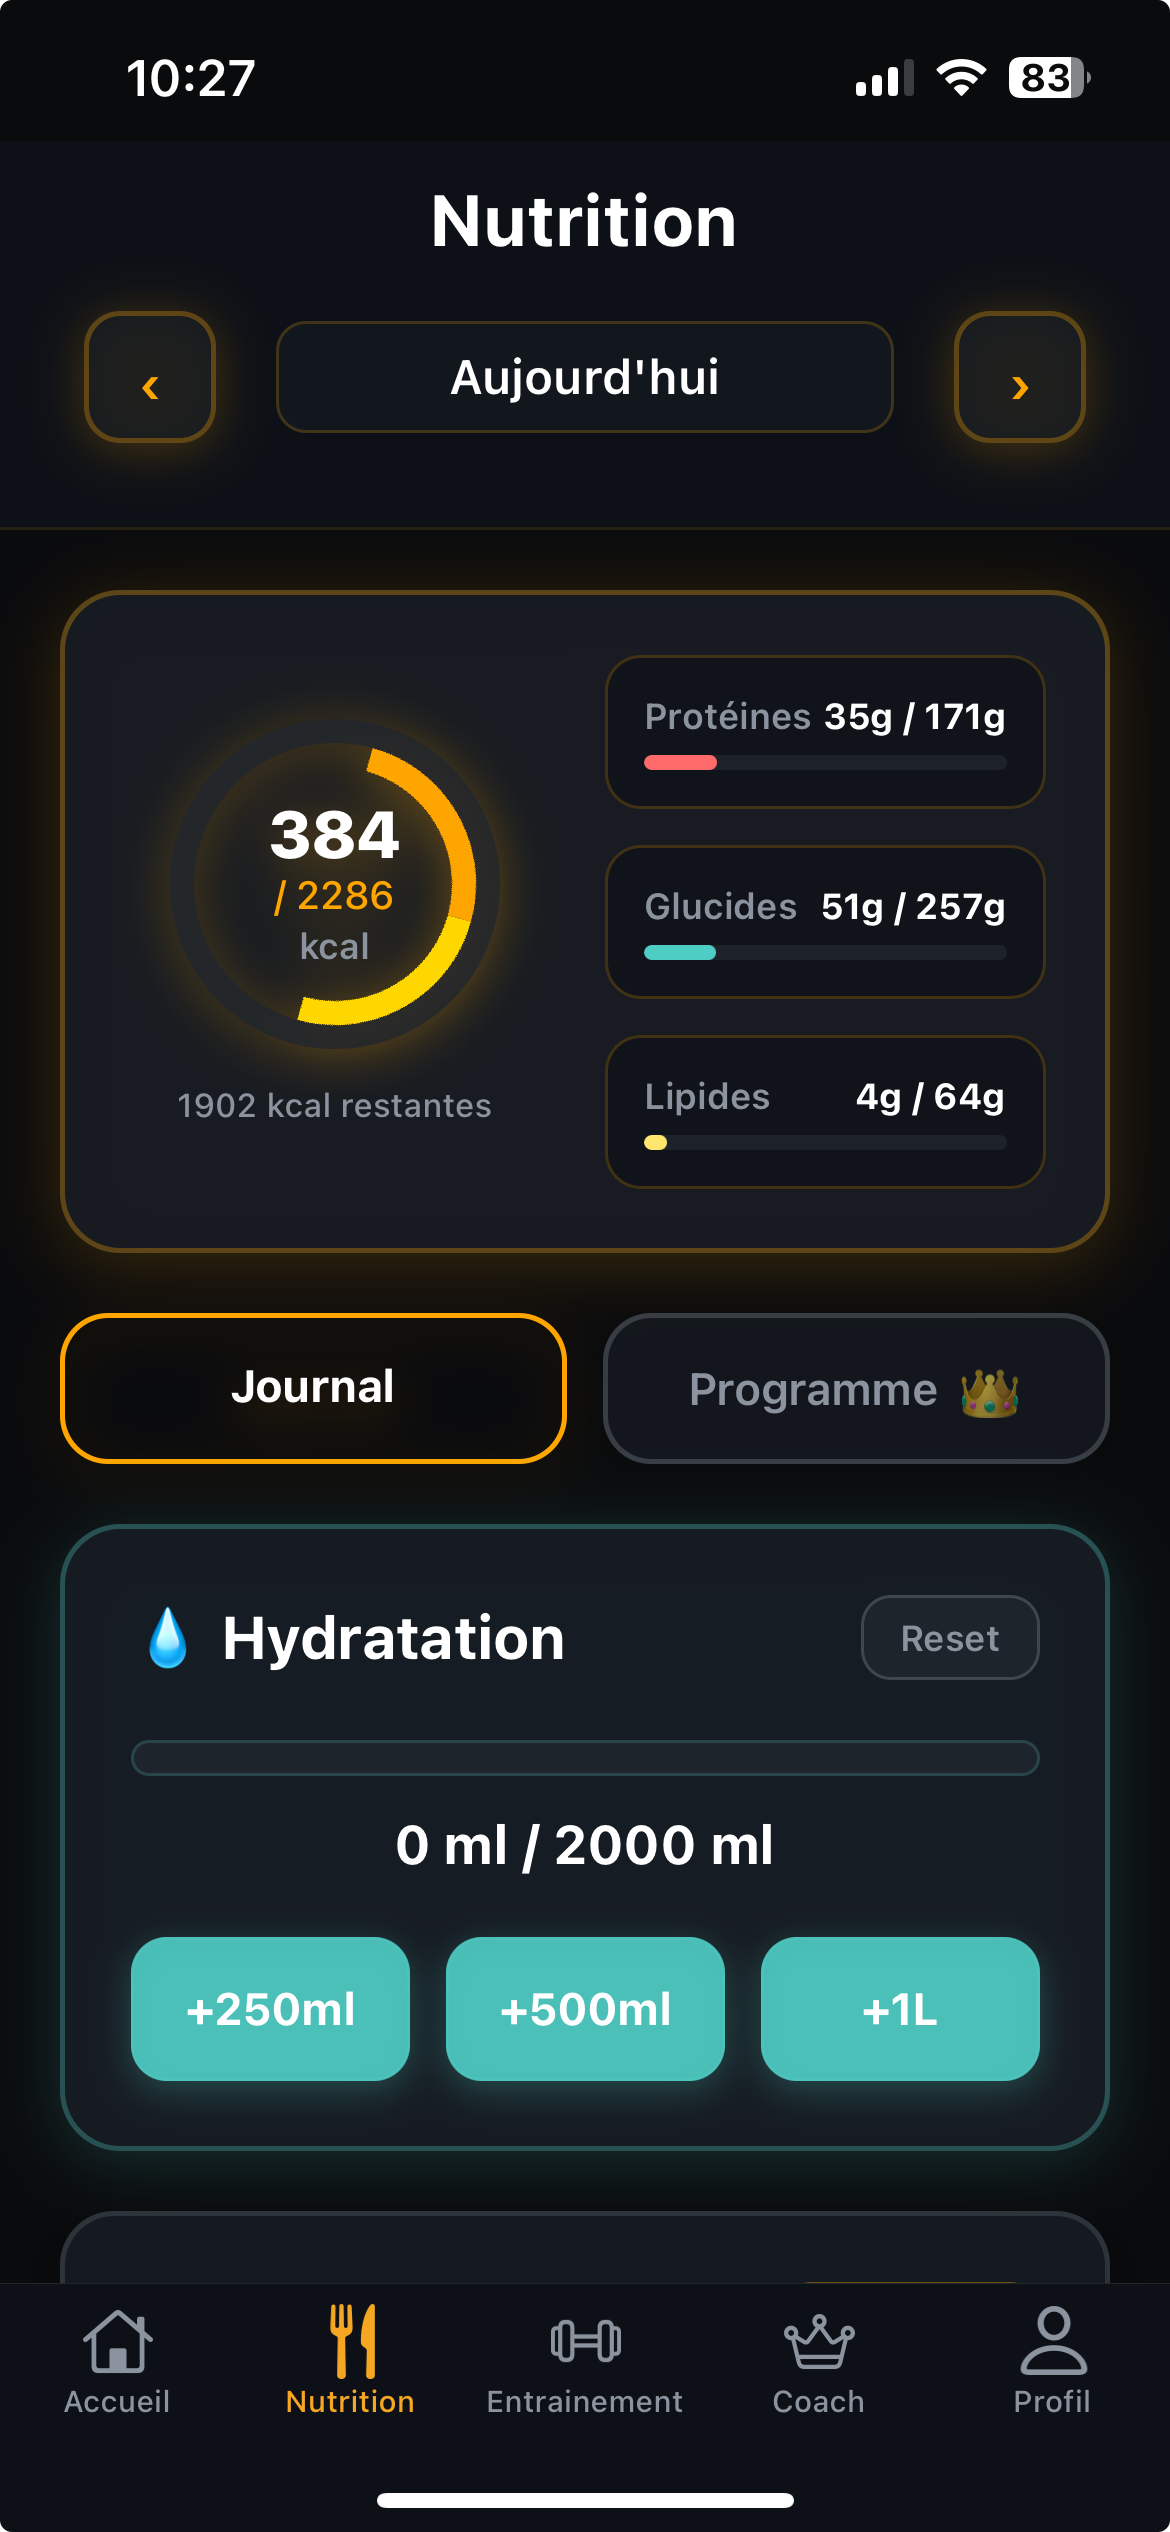 10:27
83
Nutrition
‹
Aujourd'hui
›
384
/ 2286
kcal
1902 kcal restantes
Protéines 35g / 171g
Glucides 51g / 257g
Lipides 4g / 64g
Journal
Programme
Hydratation
Reset
0 ml / 2000 ml
+250ml
+500ml
+1L
Accueil
Nutrition
Entrainement
Coach
Profil